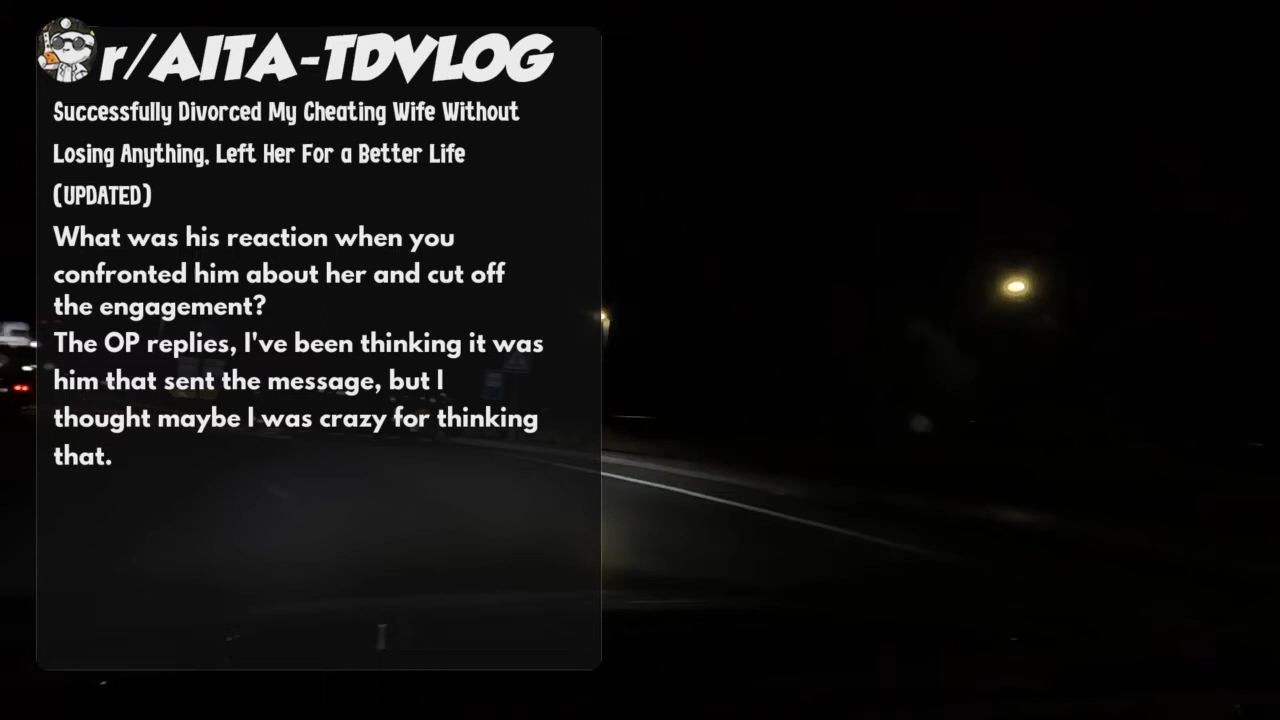 r/AITA-TDVLOG
Successfully Divorced My Cheating Wife Without
Losing Anything, Left Her For a Better Life
(UPDATED)
What was his reaction when you
confronted him about her and cut off
the engagement?
The OP replies, I've been thinking it was
him that sent the message, but I
thought maybe I was crazy for thinking
that.